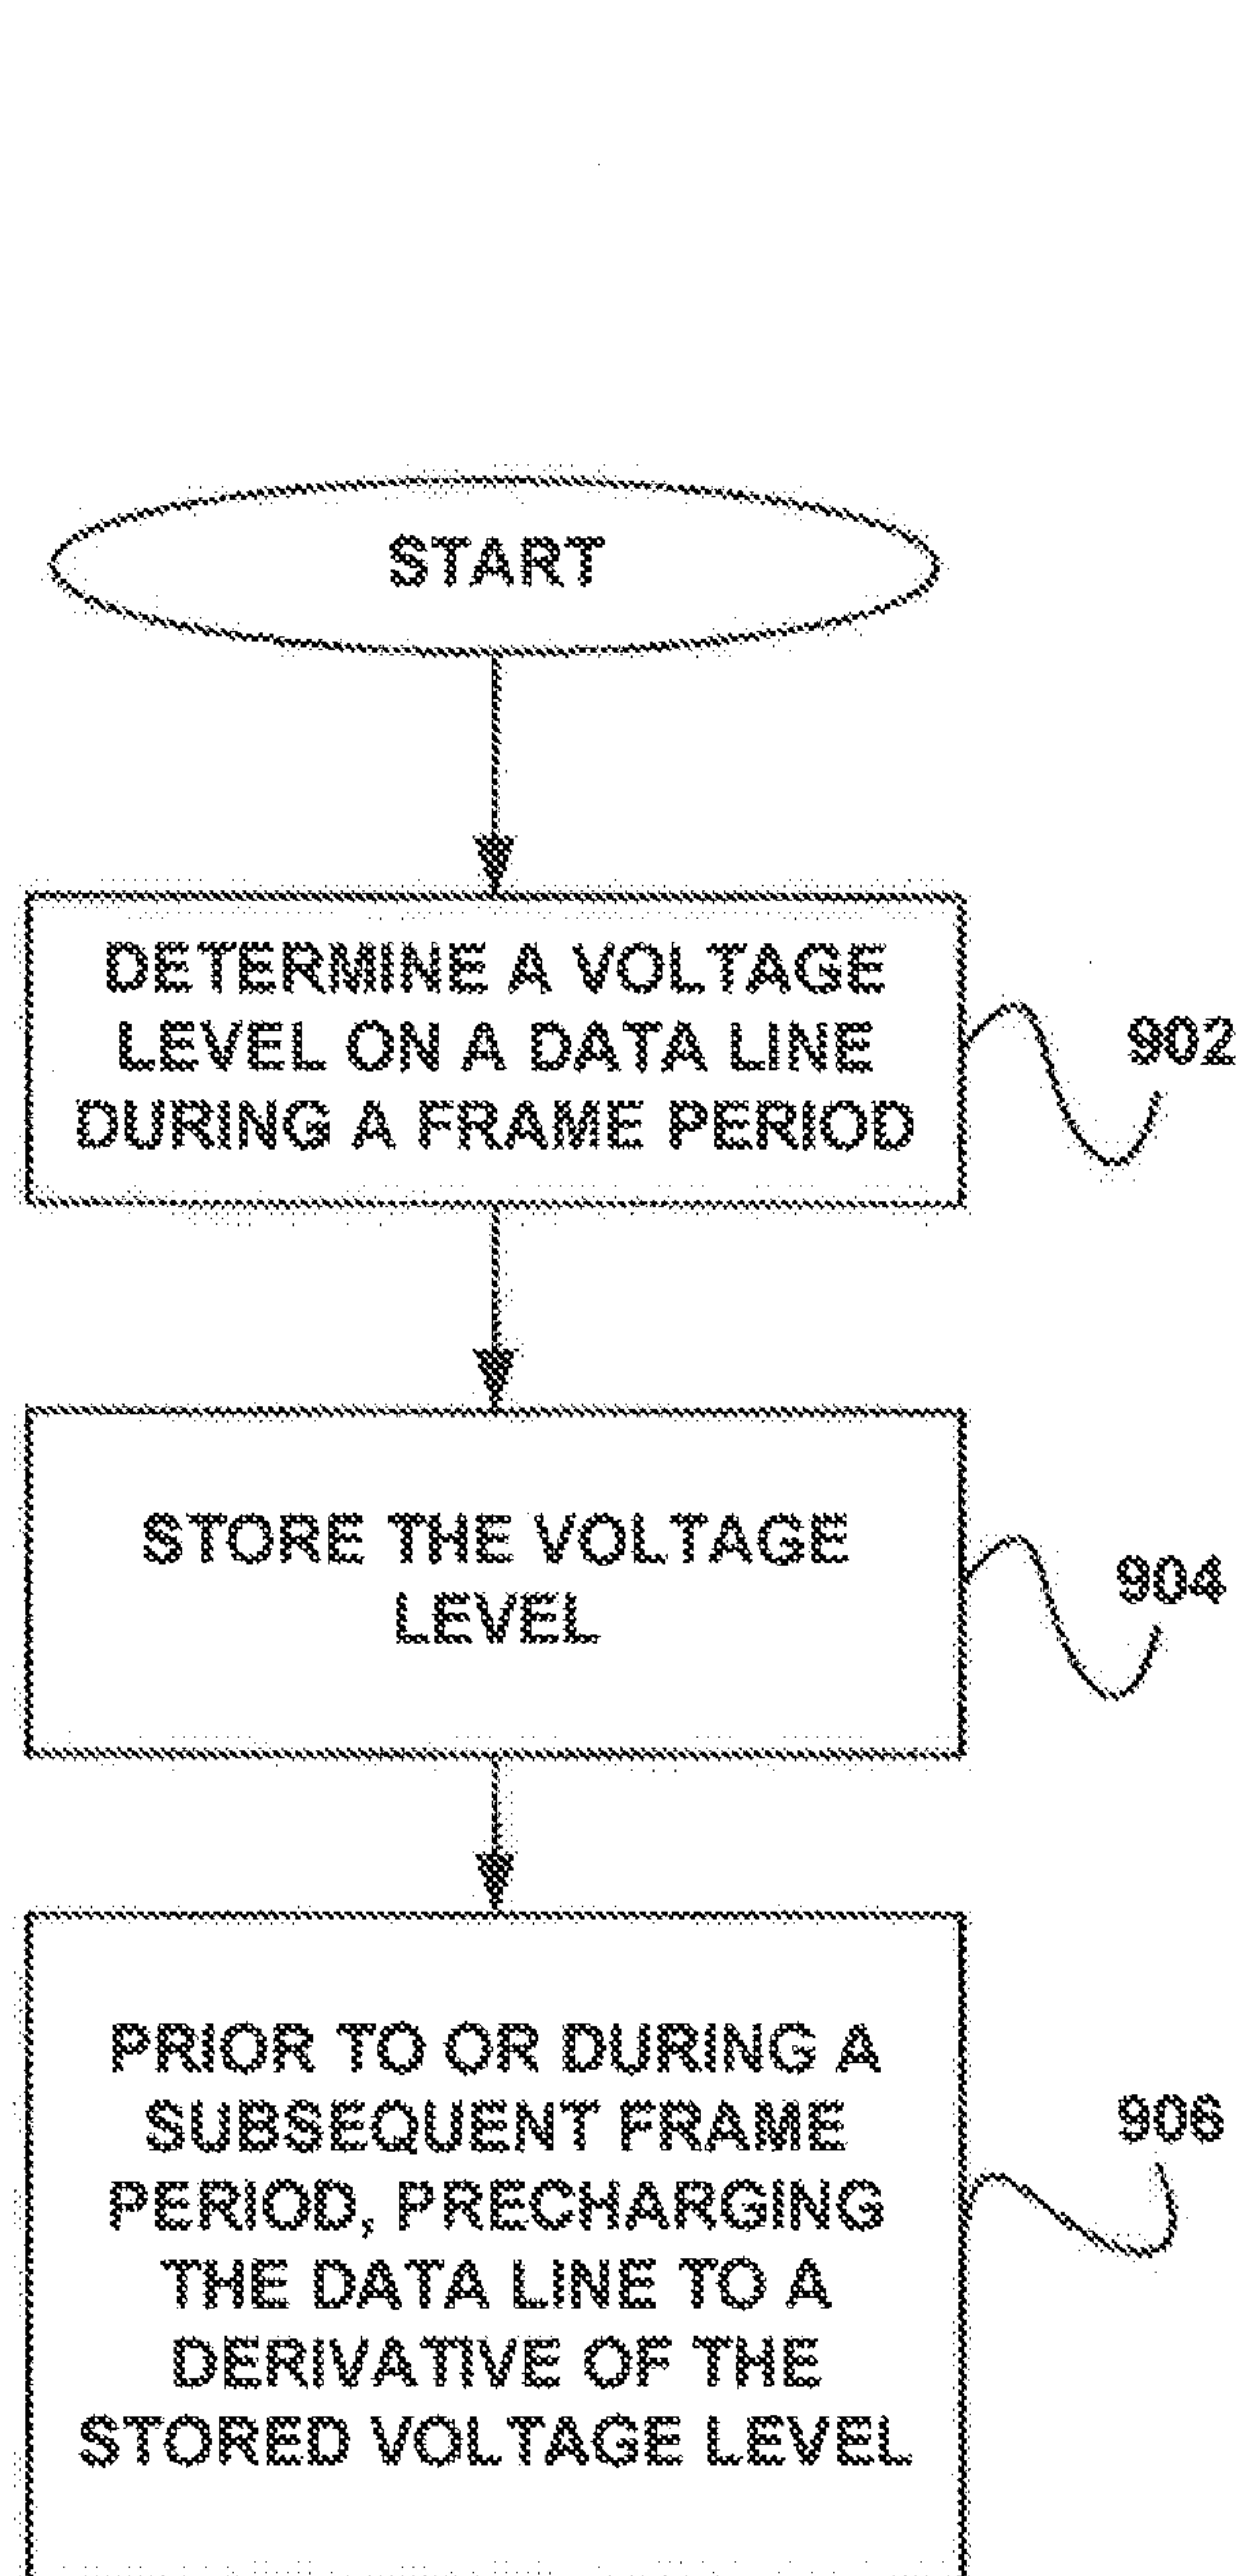 START
DETERMINE A VOLTAGE
LEVEL ON A DATA LINE
DURING A FRAME PERIOD
902
STORE THE VOLTAGE
LEVEL
904
PRIOR TO OR DURING A
SUBSEQUENT FRAME
PERIOD, PRECHARGING
THE DATA LINE TO A
DERIVATIVE OF THE
STORED VOLTAGE LEVEL
906